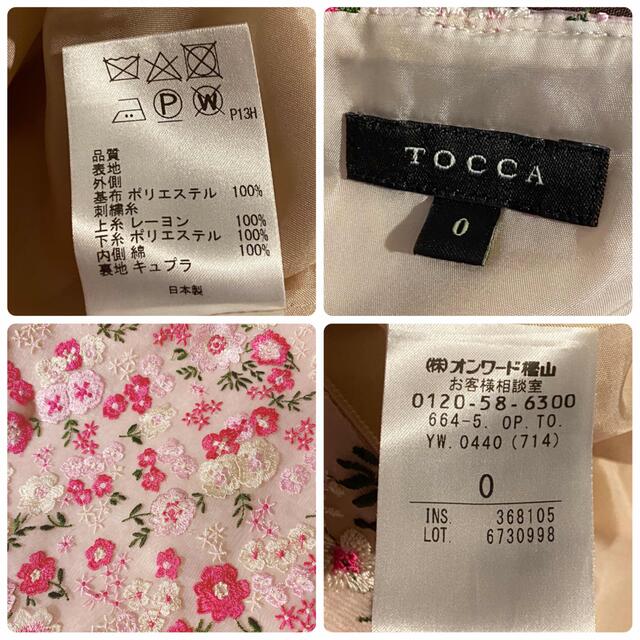 P13H
品質
表地
外側
基布 ポリエステル 100%
刺繍糸
上糸 レーヨン 100%
下糸 ポリエステル 100%
内側 綿 100%
裏地 キュプラ 100%
日本製
TOCCA
0
㈱オンワード樫山
お客様相談室
0120-58-6300
664-5. OP. TO.
YW. 0440 (714)
0
INS. 368105
LOT. 6730998